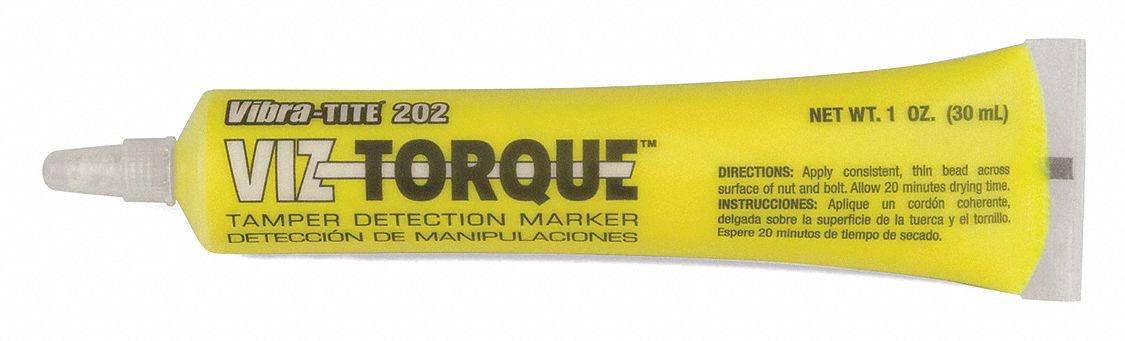 Vibra-TITE® 202
VIZ-TORQUE™
TAMPER DETECTION MARKER
DETECCIÓN DE MANIPULACIONES
NET WT. 1 OZ. (30 mL)
DIRECTIONS: Apply consistent, thin bead across
surface of nut and bolt. Allow 20 minutes drying time.
INSTRUCCIONES: Aplique un cordón coherente,
delgada sobre la superficie de la tuerca y el tornillo.
Espere 20 minutos de tiempo de secado.